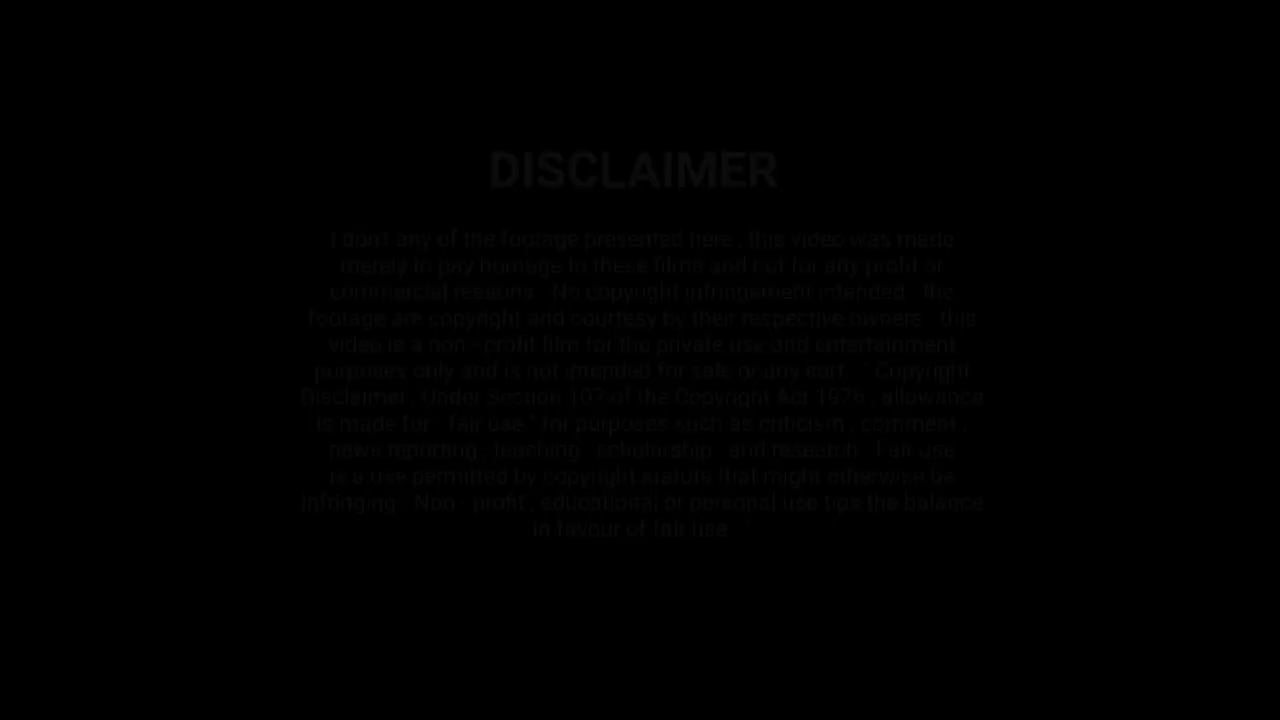 DISCLAIMER
I don't any of the footage presented here , this video was made
merely to pay homage to these films and not for any profit or
commercial reasons . No copyright infringement intended . the
footage are copyright and courtesy by their respective owners . this
video is a non - profit film for the private use and entertainment
purposes only and is not intended for sale or any sort . " Copyright
Disclaimer , Under Section 107 of the Copyright Act 1976 , allowance
is made for ' fair use " for purposes such as criticism , comment ,
news reporting , teaching , scholarship , and research . Fair use
is a use permitted by copyright statute that might otherwise be
infringing . Non - profit , educational or personal use tips the balance
in favour of fair use . "